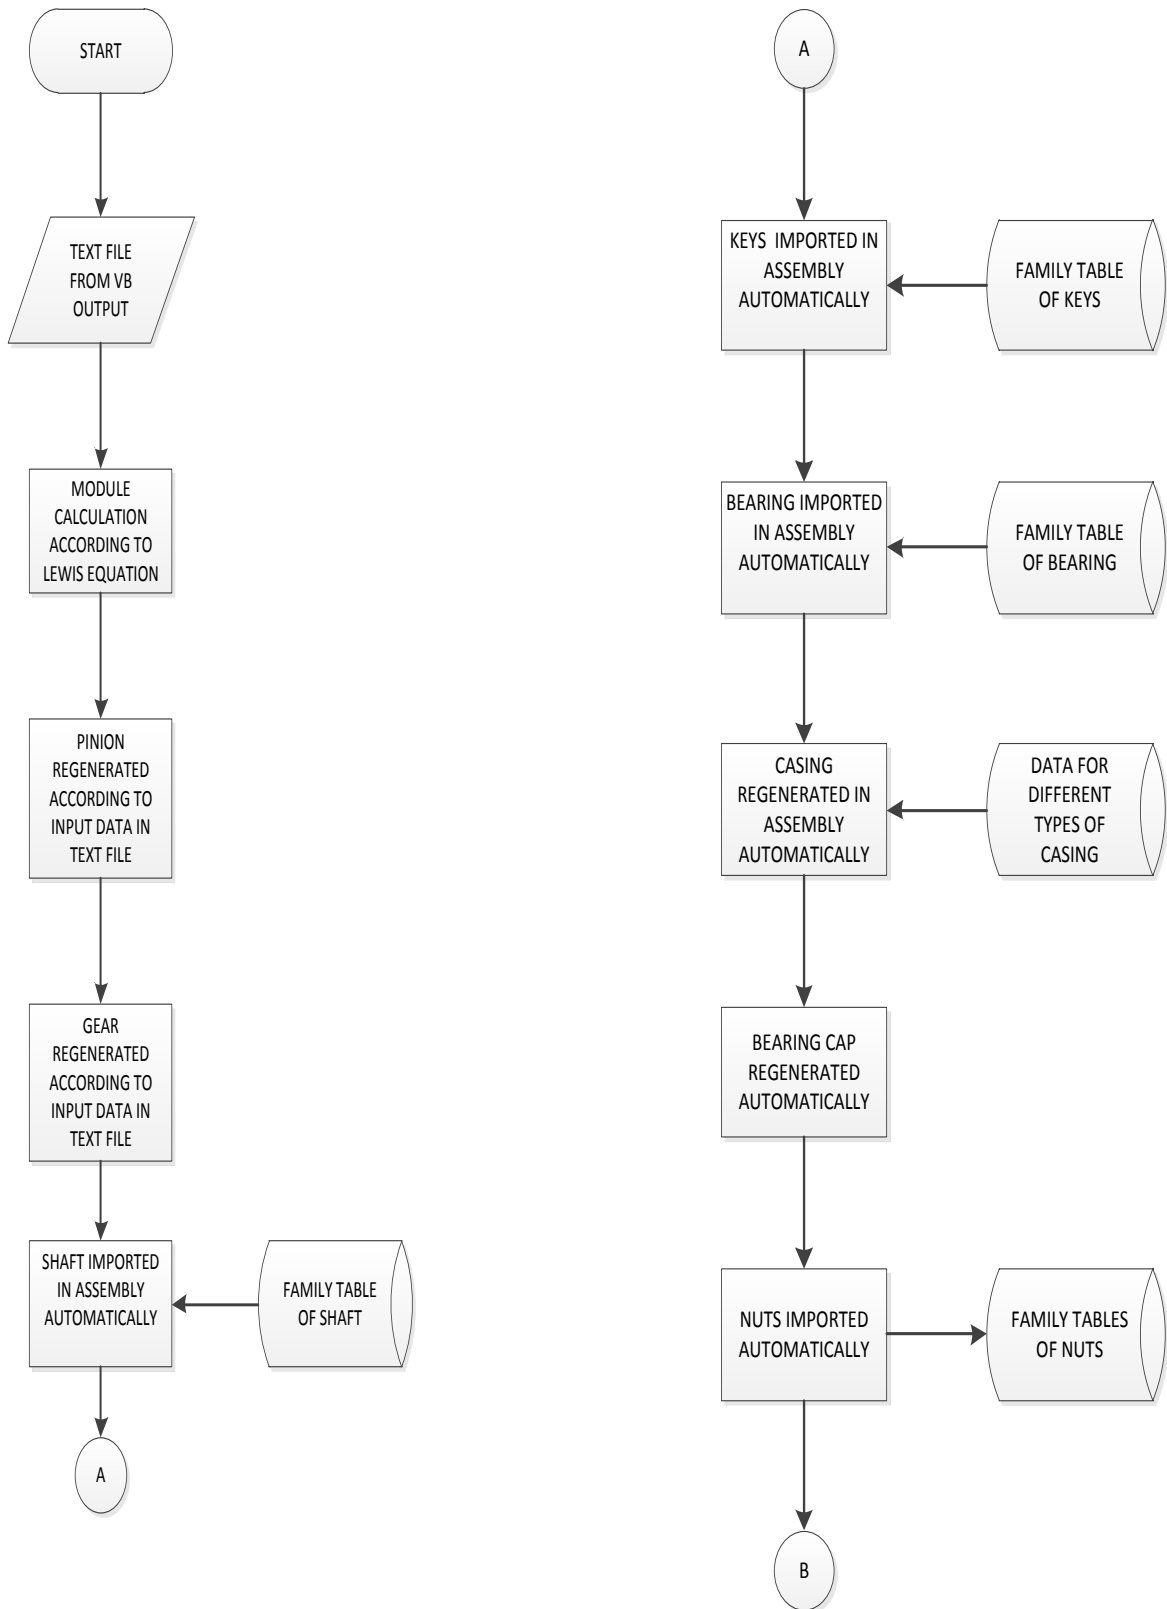 START
TEXT FILE
FROM VB
OUTPUT
MODULE
CALCULATION
ACCORDING TO
LEWIS EQUATION
PINION
REGENERATED
ACCORDING TO
INPUT DATA IN
TEXT FILE
GEAR
REGENERATED
ACCORDING TO
INPUT DATA IN
TEXT FILE
SHAFT IMPORTED
IN ASSEMBLY
AUTOMATICALLY
FAMILY TABLE
OF SHAFT
A
A
KEYS IMPORTED IN
ASSEMBLY
AUTOMATICALLY
FAMILY TABLE
OF KEYS
BEARING IMPORTED
IN ASSEMBLY
AUTOMATICALLY
FAMILY TABLE
OF BEARING
CASING
REGENERATED IN
ASSEMBLY
AUTOMATICALLY
DATA FOR
DIFFERENT
TYPES OF
CASING
BEARING CAP
REGENERATED
AUTOMATICALLY
NUTS IMPORTED
AUTOMATICALLY
FAMILY TABLES
OF NUTS
B